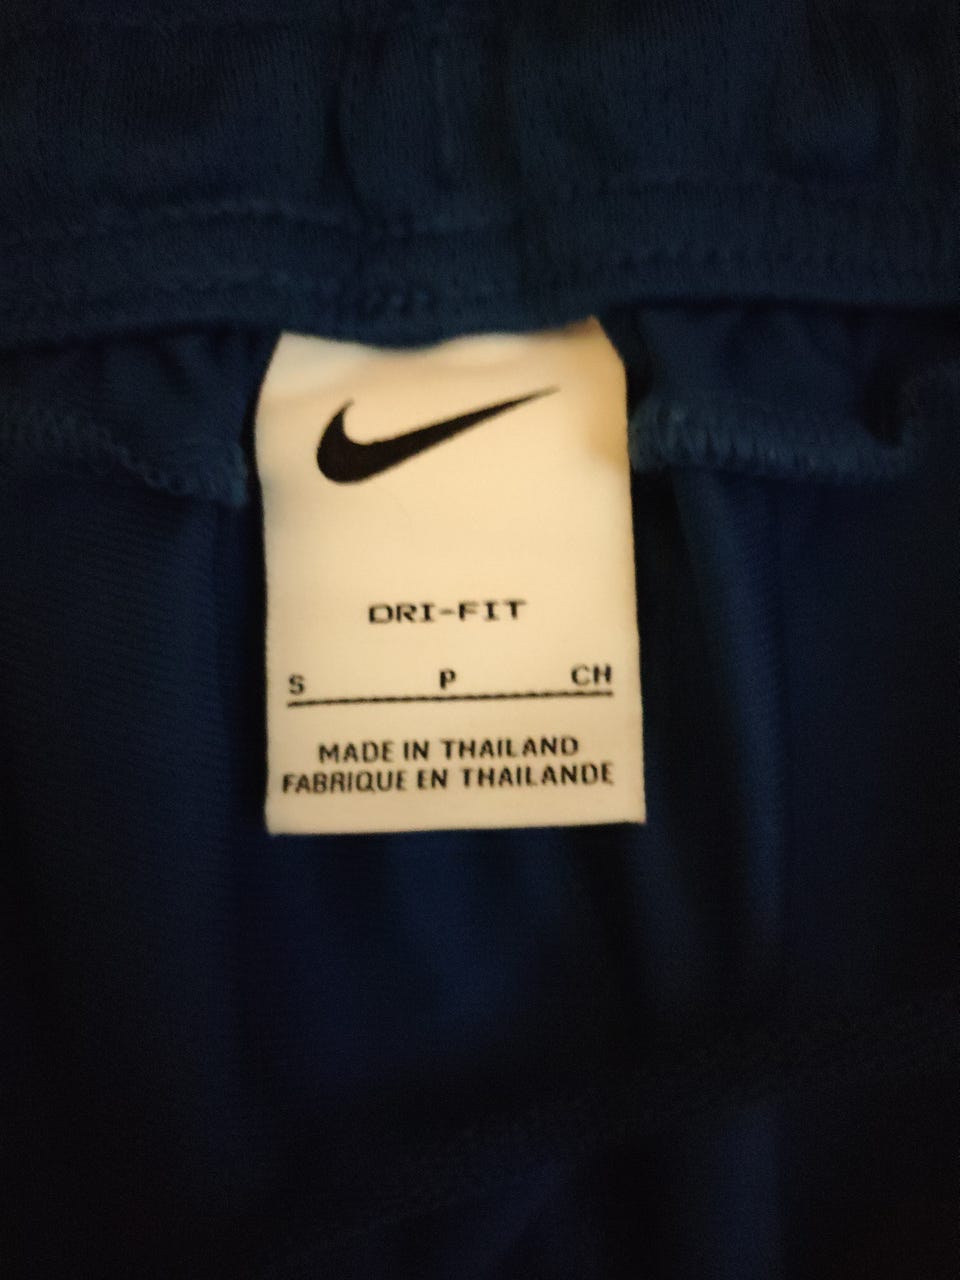 DRI-FIT
S P CH
MADE IN THAILAND
FABRIQUE EN THAILANDE